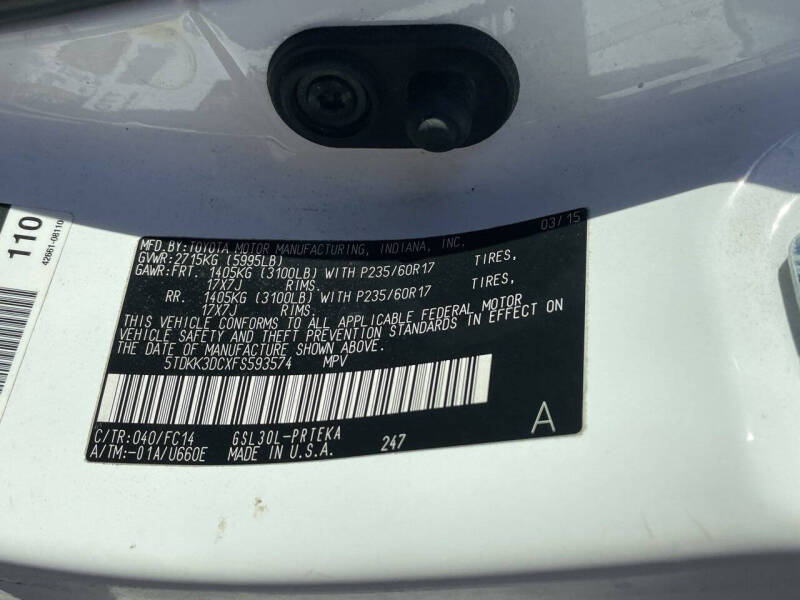 110
42661-08110
03/15
MFD. BY: TOYOTA MOTOR MANUFACTURING, INDIANA, INC.
GVWR: 2715KG (5995LB)
GAWR: FRT. 1405KG (3100LB) WITH P235/60R17 TIRES,
17X7J RIMS.
RR. 1405KG (3100LB) WITH P235/60R17 TIRES,
17X7J RIMS.
THIS VEHICLE CONFORMS TO ALL APPLICABLE FEDERAL MOTOR
VEHICLE SAFETY AND THEFT PREVENTION STANDARDS IN EFFECT ON
THE DATE OF MANUFACTURE SHOWN ABOVE.
5TDKK3DCXFS593574 MPV
C/TR: 040/FC14 GSL30L-PRTEKA
A/TM: -01A/U660E MADE IN U.S.A. 247
A